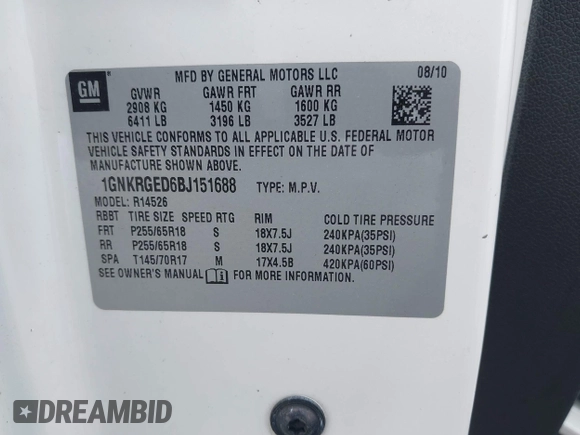 GM
MFD BY GENERAL MOTORS LLC 08/10
GVWR GAWR FRT GAWR RR
2908 KG 1450 KG 1600 KG
6411 LB 3196 LB 3527 LB
THIS VEHICLE CONFORMS TO ALL APPLICABLE U.S. FEDERAL MOTOR
VEHICLE SAFETY STANDARDS IN EFFECT ON THE DATE OF
MANUFACTURE SHOWN ABOVE.
1GNKRGED6BJ151688 TYPE: M.P.V.
MODEL: R14526
RBBT TIRE SIZE SPEED RTG RIM COLD TIRE PRESSURE
FRT P255/65R18 S 18X7.5J 240KPA(35PSI)
RR P255/65R18 S 18X7.5J 240KPA(35PSI)
SPA T145/70R17 M 17X4.5B 420KPA(60PSI)
SEE OWNER'S MANUAL FOR MORE INFORMATION
DREAMBID